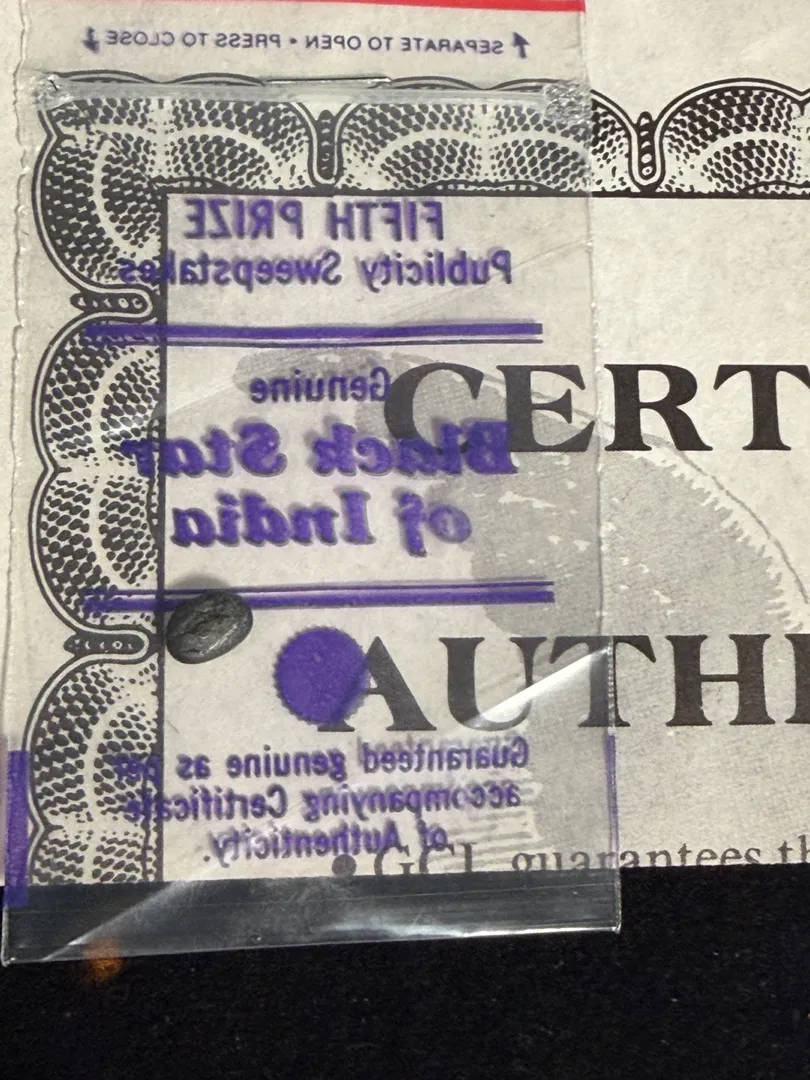 SEPARATE TO OPEN • PRESS TO CLOSE
FIFTH PRIZE
Publicity Sweepstakes
Genuine
Black Star
of India
CERT
AUTH
Guaranteed genuine as per
accompanying Certificate
of Authenticity.
• GCI guarantees th